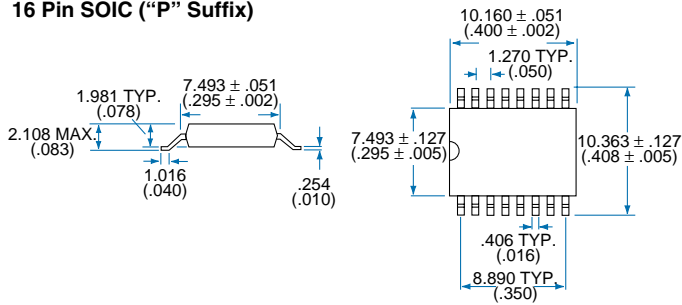 16 Pin SOIC (“P” Suffix)
10.160 ± .051
(.400 ± .002)
1.270 TYP.
(.050)
7.493 ± .051
(.295 ± .002)
1.981 TYP.
(.078)
2.108 MAX.
(.083)
1.016
(.040)
.254
(.010)
7.493 ± .127
(.295 ± .005)
10.363 ± .127
(.408 ± .005)
.406 TYP.
(.016)
8.890 TYP.
(.350)